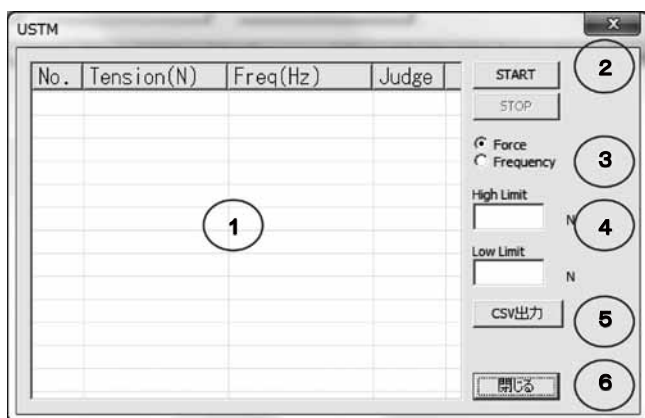 USTM
x
No. Tension(N) Freq(Hz) Judge
START
2
STOP
Force
Frequency
3
High Limit
N
4
1
Low Limit
N
CSV出力
5
閉じる
6